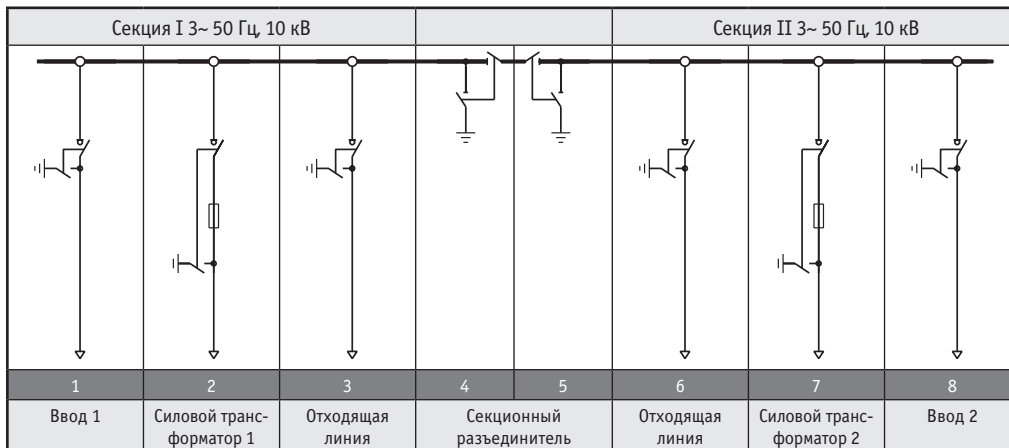 Секция I 3~ 50 Гц, 10 кВ
Секция II 3~ 50 Гц, 10 кВ
1
2
3
4
5
6
7
8
Ввод 1
Силовой транс-
форматор 1
Отходящая
линия
Секционный
разъединитель
Отходящая
линия
Силовой транс-
форматор 2
Ввод 2